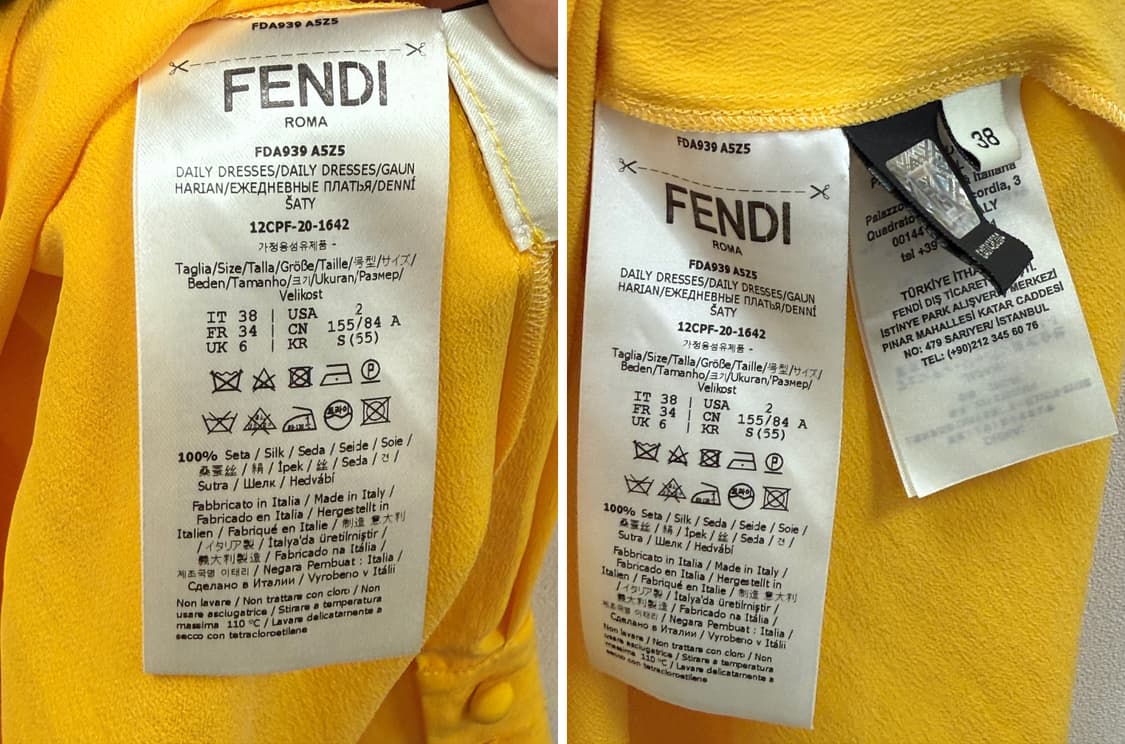 FDA939 A5Z5
FENDI
ROMA
FDA939 A5Z5
DAILY DRESSES/DAILY DRESSES/GAUN
HARIAN/ЕЖЕДНЕВНЫЕ ПЛАТЬЯ/DENNÍ
ŠATY
12CPF-20-1642
가정용섬유제품 -
Taglia/Size/Talla/Größe/Taille/号型/サイズ/
Beden/Tamanho/크기/Ukuran/Размер/
Velikost
IT 38 | USA 2
FR 34 | CN 155/84 A
UK 6 | KR S(55)
드라이
100% Seta / Silk / Seda / Seide / Soie /
桑蚕丝 / 絹 / İpek / 丝 / Seda / 견 /
Sutra / Шелк / Hedvábí
Fabbricato in Italia / Made in Italy /
Fabricado en Italia / Hergestellt in
Italien / Fabriqué en Italie / 制造 意大利
/ イタリア製 / İtalya'da üretilmiştir /
義大利製造 / Fabricado na Itália /
제조국명 이태리 / Negara Pembuat : Italia /
Сделано в Италии / Vyrobeno v Itálii
Non lavare / Non trattare con cloro / Non
usare asciugatrice / Stirare a temperatura
massima 110 ºC / Lavare delicatamente a
secco con tetracloroetilene
FDA939 A5Z5
FENDI
ROMA
FDA939 A5Z5
DAILY DRESSES/DAILY DRESSES/GAUN
HARIAN/ЕЖЕДНЕВНЫЕ ПЛАТЬЯ/DENNÍ
ŠATY
12CPF-20-1642
가정용섬유제품 -
Taglia/Size/Talla/Größe/Taille/号型/サイズ/
Beden/Tamanho/크기/Ukuran/Размер/
Velikost
IT 38 | USA 2
FR 34 | CN 155/84 A
UK 6 | KR S(55)
드라이
100% Seta / Silk / Seda / Seide / Soie /
桑蚕丝 / 絹 / İpek / 丝 / Seda / 견 /
Sutra / Шелк / Hedvábí
Fabbricato in Italia / Made in Italy /
Fabricado en Italia / Hergestellt in
Italien / Fabriqué en Italie / 制造 意大利
/ イタリア製 / İtalya'da üretilmiştir /
義大利製造 / Fabricado na Itália /
제조국명 이태리 / Negara Pembuat : Italia /
Сделано в Италии / Vyrobeno v Itálii
Non lavare / Non trattare con cloro / Non
usare asciugatrice / Stirare a temperatura
massima 110 ºC / Lavare delicatamente a
secco con tetracloroetilene
38
Italiana
Palazzo
Quadrato
00144
tel +39
TÜRKİYE
FENDI DIŞ TİCARET
İSTİNYE PARK ALIŞVERİŞ MERKEZİ
PINAR MAHALLESİ KATAR CADDESİ
NO: 479 SARIYER/ İSTANBUL
TEL: (+90)212 345 60 76